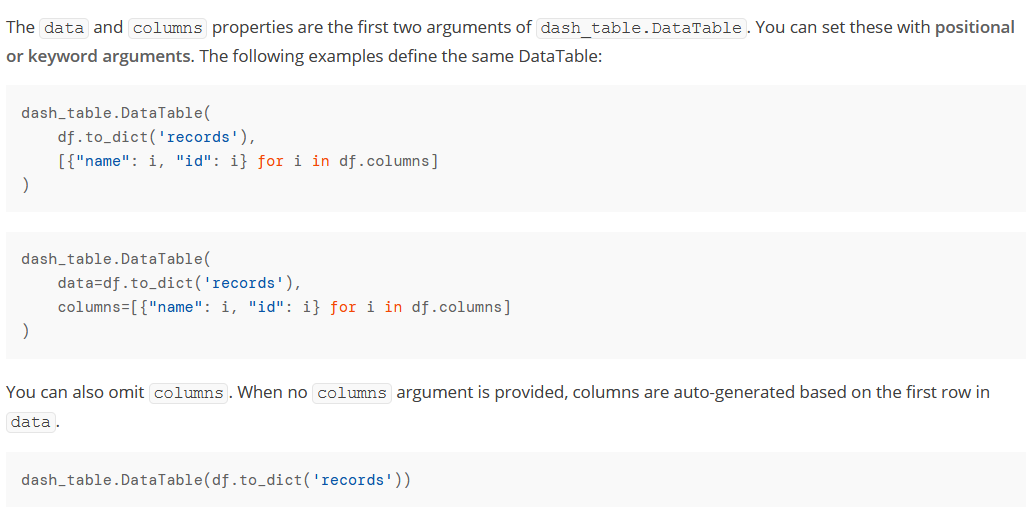 The data and columns properties are the first two arguments of dash_table.DataTable. You can set these with positional
or keyword arguments. The following examples define the same DataTable:
dash_table.DataTable(
    df.to_dict('records'),
    [{"name": i, "id": i} for i in df.columns]
)
dash_table.DataTable(
    data=df.to_dict('records'),
    columns=[{"name": i, "id": i} for i in df.columns]
)
You can also omit columns. When no columns argument is provided, columns are auto-generated based on the first row in
data.
dash_table.DataTable(df.to_dict('records'))